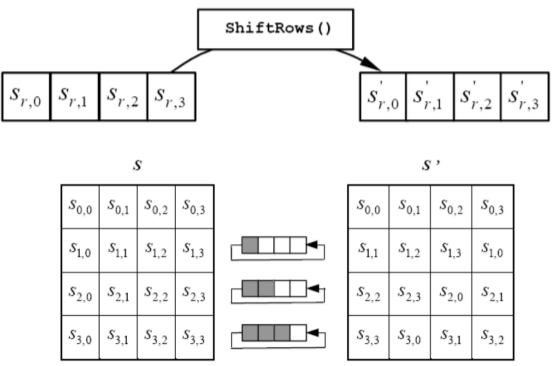 ShiftRows()
S_{r,0} S_{r,1} S_{r,2} S_{r,3} S'_{r,0} S'_{r,1} S'_{r,2} S'_{r,3}
S S'
S_{0,0} S_{0,1} S_{0,2} S_{0,3} S_{0,0} S_{0,1} S_{0,2} S_{0,3}
S_{1,0} S_{1,1} S_{1,2} S_{1,3} S_{1,1} S_{1,2} S_{1,3} S_{1,0}
S_{2,0} S_{2,1} S_{2,2} S_{2,3} S_{2,2} S_{2,3} S_{2,0} S_{2,1}
S_{3,0} S_{3,1} S_{3,2} S_{3,3} S_{3,3} S_{3,0} S_{3,1} S_{3,2}